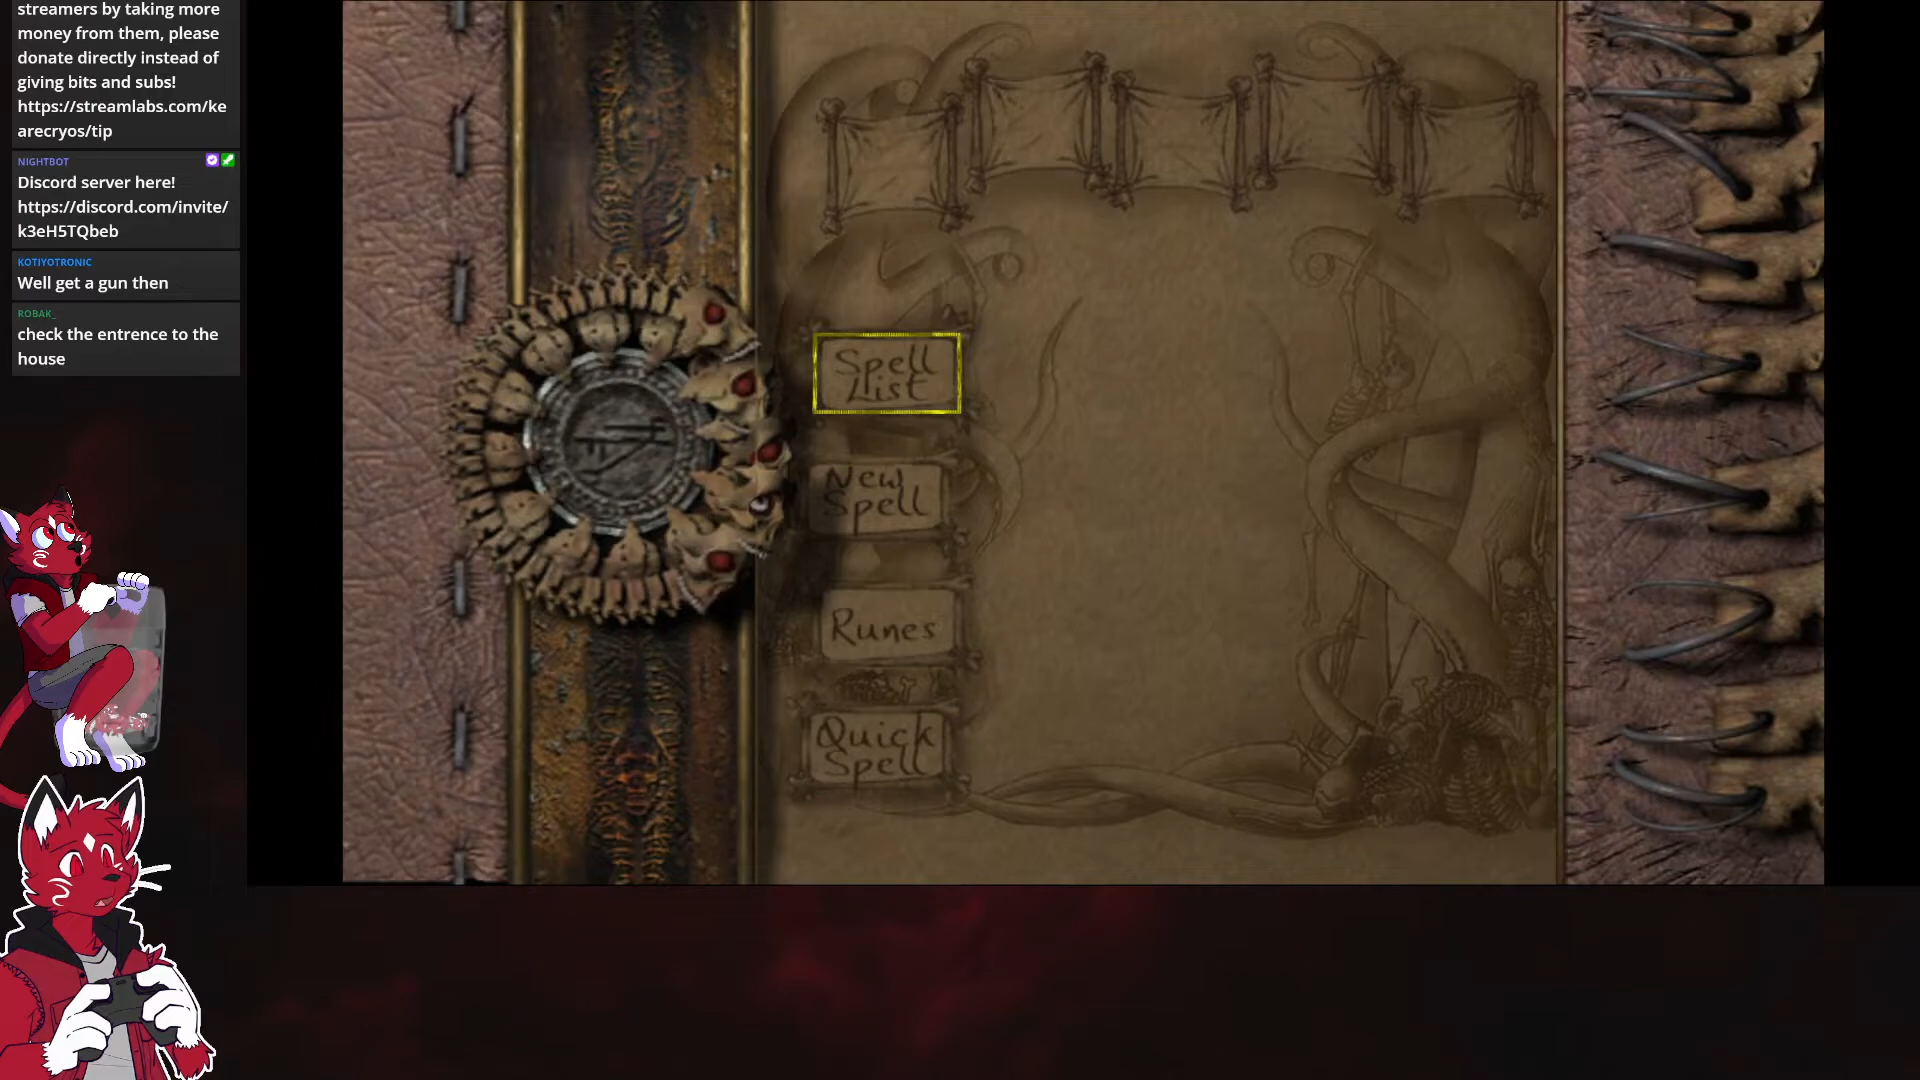 streamers by taking more
money from them, please
donate directly instead of
giving bits and subs!
https://streamlabs.com/ke
arecryos/tip
NIGHTBOT
Discord server here!
https://discord.com/invite/
k3eH5TQbeb
KOTIYOTRONIC
Well get a gun then
ROBAK_
check the entrence to the
house
Spell
List
New
Spell
Runes
Quick
Spell